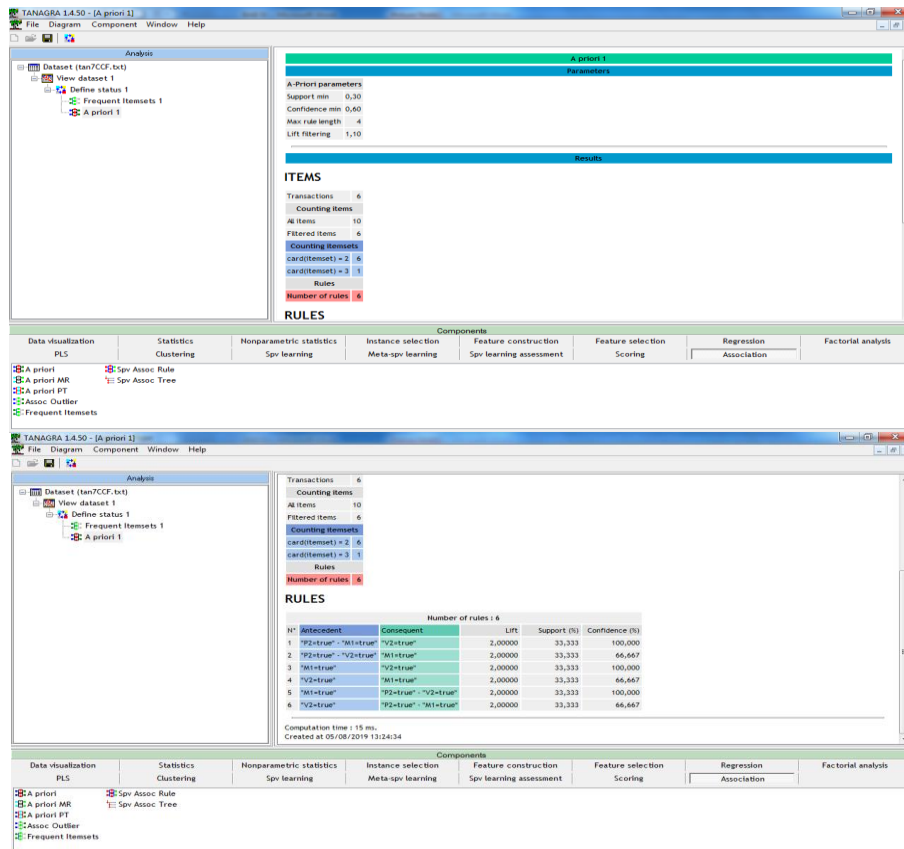 TANAGRA 1.4.50 - [A priori 1]
File Diagram Component Window Help
Analysis
Dataset (tan7CCF.txt)
View dataset 1
Define status 1
Frequent Itemsets 1
A priori 1
A priori 1
Parameters
A-Priori parameters
Support min 0,30
Confidence min 0,60
Max rule length 4
Lift filtering 1,10
Results
ITEMS
Transactions 6
Counting items
All items 10
Filtered items 6
Counting itemsets
card(itemset) = 2 6
card(itemset) = 3 1
Rules
Number of rules 6
RULES
Components
Data visualization Statistics Nonparametric statistics Instance selection Feature construction Feature selection Regression Factorial analysis
PLS Clustering Spv learning Meta-spv learning Spv learning assessment Scoring Association
A priori Spv Assoc Rule
A priori MR Spv Assoc Tree
A priori PT
Assoc Outlier
Frequent Itemsets
TANAGRA 1.4.50 - [A priori 1]
File Diagram Component Window Help
Analysis
Dataset (tan7CCF.txt)
View dataset 1
Define status 1
Frequent Itemsets 1
A priori 1
Transactions 6
Counting items
All items 10
Filtered items 6
Counting itemsets
card(itemset) = 2 6
card(itemset) = 3 1
Rules
Number of rules 6
RULES
Number of rules : 6
N° Antecedent Consequent Lift Support (%) Confidence (%)
1 "P2=true" - "M1=true" "V2=true" 2,00000 33,333 100,000
2 "P2=true" - "V2=true" "M1=true" 2,00000 33,333 66,667
3 "M1=true" "V2=true" 2,00000 33,333 100,000
4 "V2=true" "M1=true" 2,00000 33,333 66,667
5 "M1=true" "P2=true" - "V2=true" 2,00000 33,333 100,000
6 "V2=true" "P2=true" - "M1=true" 2,00000 33,333 66,667
Computation time : 15 ms.
Created at 05/08/2019 13:24:34
Components
Data visualization Statistics Nonparametric statistics Instance selection Feature construction Feature selection Regression Factorial analysis
PLS Clustering Spv learning Meta-spv learning Spv learning assessment Scoring Association
A priori Spv Assoc Rule
A priori MR Spv Assoc Tree
A priori PT
Assoc Outlier
Frequent Itemsets